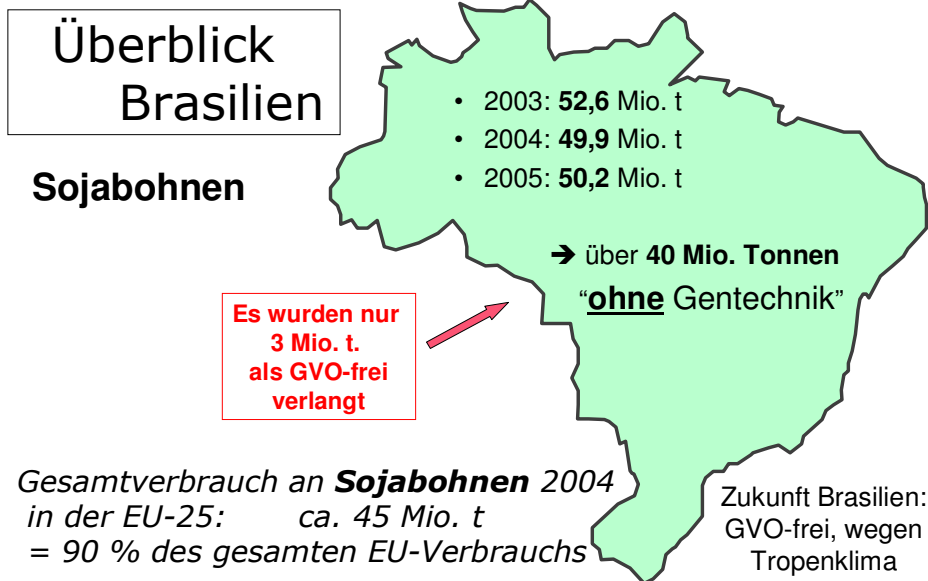 Überblick
Brasilien
Sojabohnen
• 2003: 52,6 Mio. t
• 2004: 49,9 Mio. t
• 2005: 50,2 Mio. t
➔ über 40 Mio. Tonnen
“ohne Gentechnik”
Es wurden nur
3 Mio. t.
als GVO-frei
verlangt
Gesamtverbrauch an Sojabohnen 2004
in der EU-25: ca. 45 Mio. t
= 90 % des gesamten EU-Verbrauchs
Zukunft Brasilien:
GVO-frei, wegen
Tropenklima